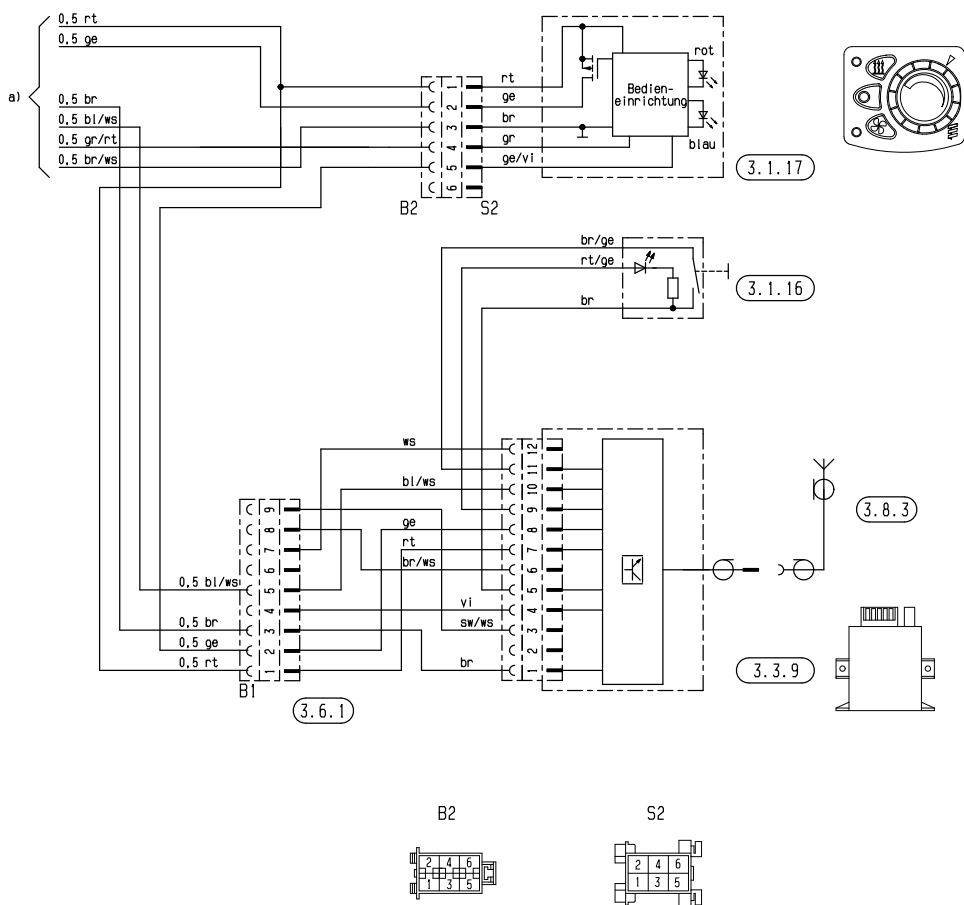 0,5 rt
0,5 ge
a)
0,5 br
0,5 bl/ws
0,5 gr/rt
0,5 br/ws
rt
ge
br
gr
ge/vi
1
2
3
4
5
6
B2
S2
Bedien-
einrichtung
rot
blau
3.1.17
br/ge
rt/ge
br
3.1.16
ws
bl/ws
ge
rt
br/ws
vi
sw/ws
br
12
11
10
9
8
7
6
5
4
3
2
1
9
8
7
6
5
4
3
2
1
0,5 bl/ws
0,5 br
0,5 ge
0,5 rt
B1
3.6.1
3.8.3
3.3.9
B2
S2
2 4 6
1 3 5
2 4 6
1 3 5